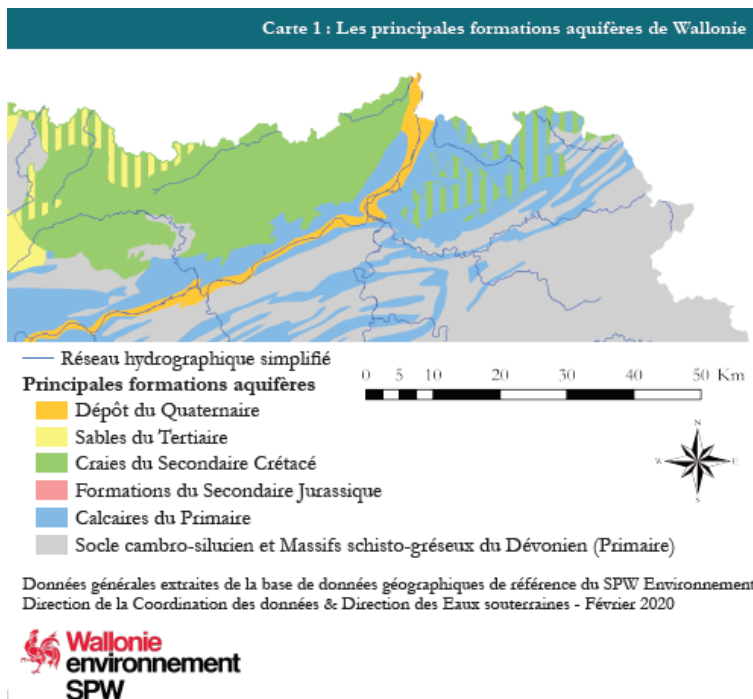 Carte 1 : Les principales formations aquifères de Wallonie
Réseau hydrographique simplifié
Principales formations aquifères
0 5 10 20 30 40 50 Km
Dépôt du Quaternaire
Sables du Tertiaire
Craies du Secondaire Crétacé
Formations du Secondaire Jurassique
Calcaires du Primaire
Socle cambro-silurien et Massifs schisto-gréseux du Dévonien (Primaire)
N
W E
S
Données générales extraites de la base de données géographiques de référence du SPW Environnement
Direction de la Coordination des données & Direction des Eaux souterraines - Février 2020
Wallonie
environnement
SPW